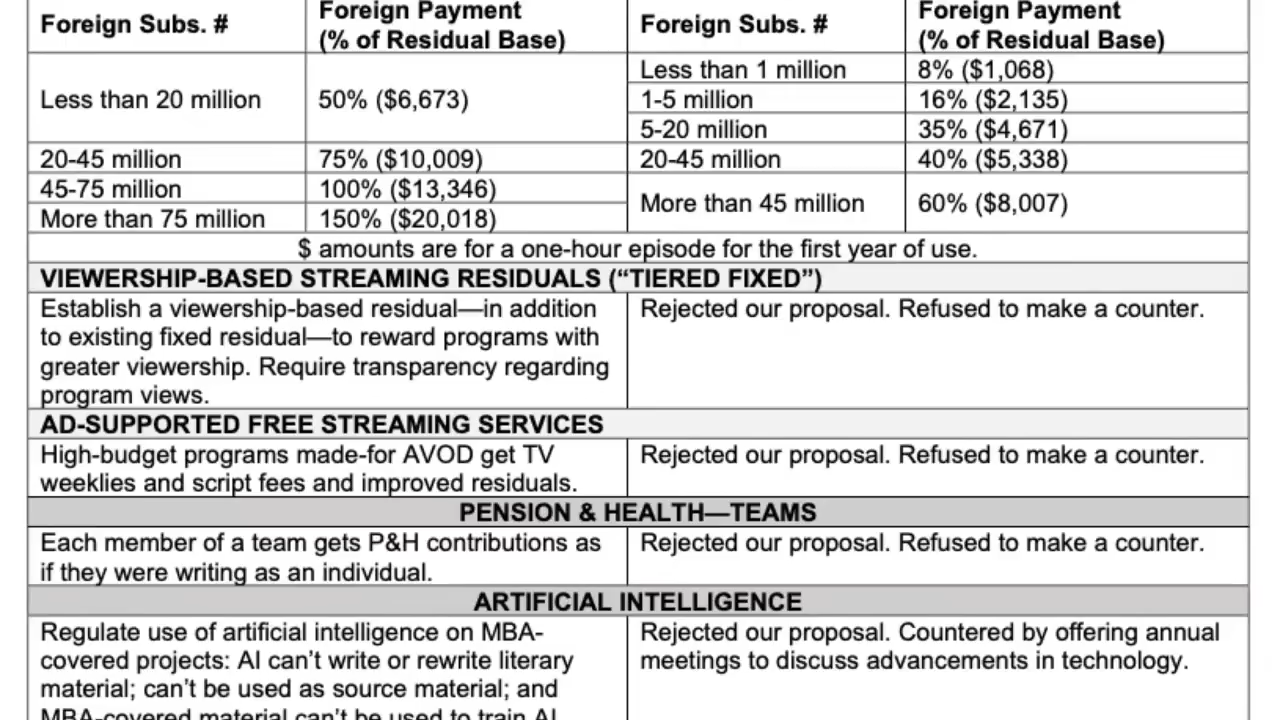 Foreign Subs. #
Foreign Payment
(% of Residual Base)
Foreign Subs. #
Foreign Payment
(% of Residual Base)
Less than 20 million
50% ($6,673)
Less than 1 million
8% ($1,068)
1-5 million
16% ($2,135)
5-20 million
35% ($4,671)
20-45 million
75% ($10,009)
20-45 million
40% ($5,338)
45-75 million
100% ($13,346)
More than 45 million
60% ($8,007)
More than 75 million
150% ($20,018)
$ amounts are for a one-hour episode for the first year of use.
VIEWERSHIP-BASED STREAMING RESIDUALS (“TIERED FIXED”)
Establish a viewership-based residual—in addition
to existing fixed residual—to reward programs with
greater viewership. Require transparency regarding
program views.
Rejected our proposal. Refused to make a counter.
AD-SUPPORTED FREE STREAMING SERVICES
High-budget programs made-for AVOD get TV
weeklies and script fees and improved residuals.
Rejected our proposal. Refused to make a counter.
PENSION & HEALTH—TEAMS
Each member of a team gets P&H contributions as
if they were writing as an individual.
Rejected our proposal. Refused to make a counter.
ARTIFICIAL INTELLIGENCE
Regulate use of artificial intelligence on MBA-
covered projects: AI can’t write or rewrite literary
material; can’t be used as source material; and
MBA-covered material can’t be used to train AI.
Rejected our proposal. Countered by offering annual
meetings to discuss advancements in technology.